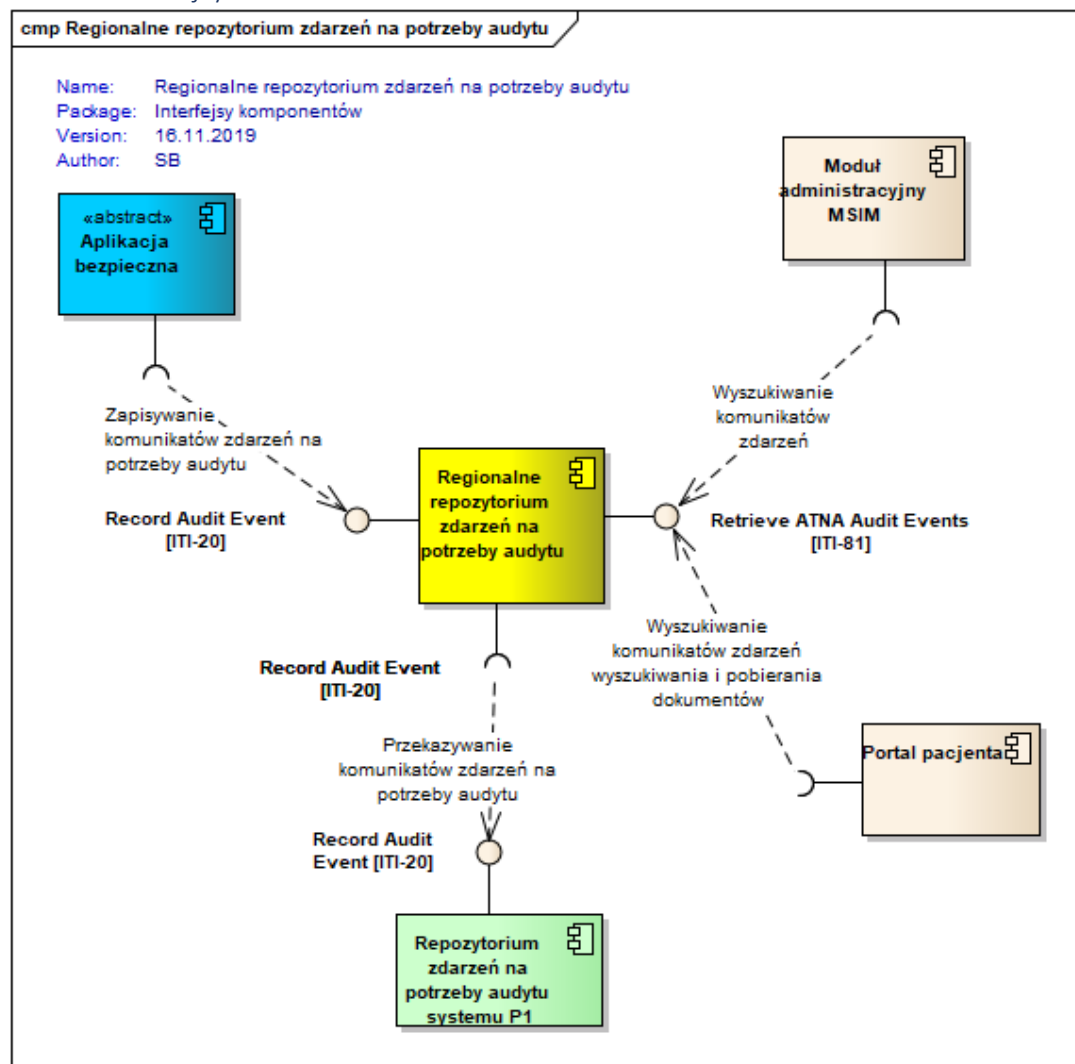 cmp Regionalne repozytorium zdarzeń na potrzeby audytu
Name: Regionalne repozytorium zdarzeń na potrzeby audytu
Package: Interfejsy komponentów
Version: 16.11.2019
Author: SB
«abstract»
Aplikacja
bezpieczna
Moduł
administracyjny
MSIM
Zapisywanie
komunikatów zdarzeń na
potrzeby audytu
Wyszukiwanie
komunikatów
zdarzeń
Record Audit Event
[ITI-20]
Regionalne
repozytorium
zdarzeń na
potrzeby audytu
Retrieve ATNA Audit Events
[ITI-81]
Record Audit Event
[ITI-20]
Wyszukiwanie
komunikatów zdarzeń
wyszukiwania i pobierania
dokumentów
Przekazywanie
komunikatów zdarzeń na
potrzeby audytu
Portal pacjenta
Record Audit
Event [ITI-20]
Repozytorium
zdarzeń na
potrzeby audytu
systemu P1